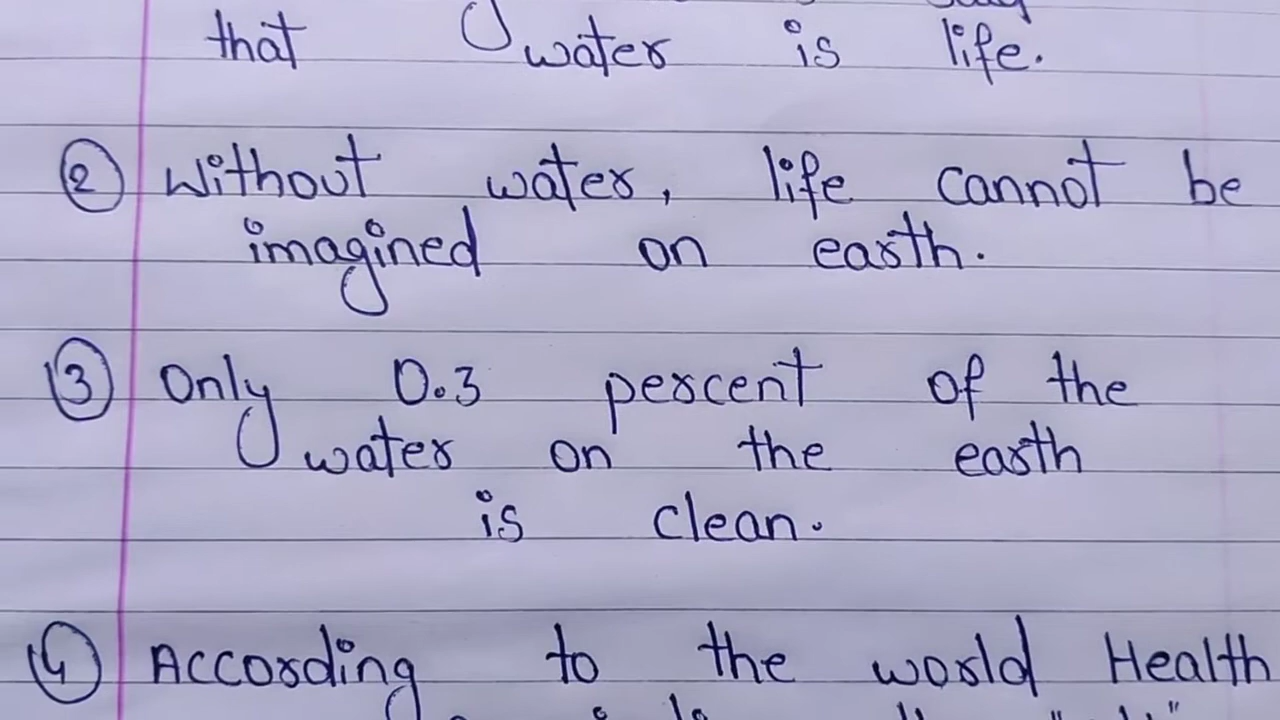 that water is life.
② Without water, life cannot be
imagined on earth.
③ Only 0.3 percent of the
water on the earth
is clean.
④ According to the world Health